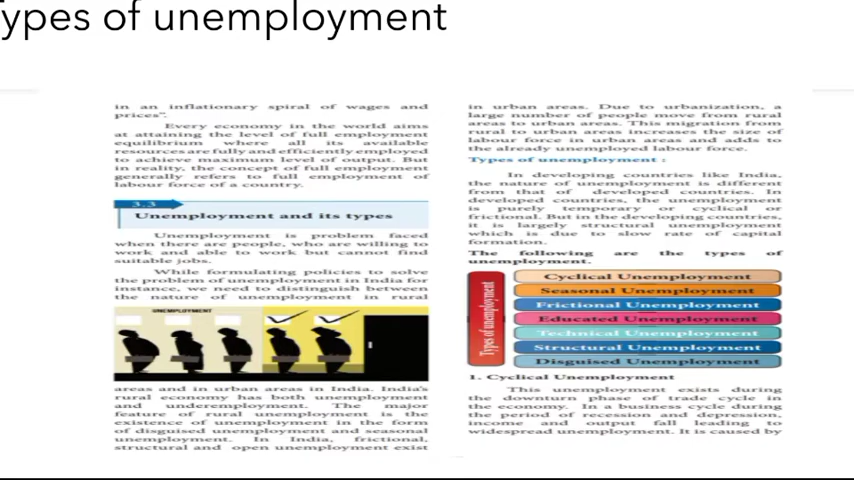 ypes of unemployment
in an inflationary spiral of wages and
prices".
Every economy in the world aims
at attaining the level of full employment
equilibrium where all its available
resources are fully and efficiently employed
to achieve maximum level of output. But
in reality, the concept of full employment
generally refers to full employment of
labour force of a country.
3.3
Unemployment and its types
Unemployment is problem faced
when there are people, who are willing to
work and able to work but cannot find
suitable jobs.
While formulating policies to solve
the problem of unemployment in India for
instance, we need to distinguish between
the nature of unemployment in rural
UNEMPLOYMENT
areas and in urban areas in India. India's
rural economy has both unemployment
and underemployment. The major
feature of rural unemployment is the
existence of unemployment in the form
of disguised unemployment and seasonal
unemployment. In India, frictional,
structural and open unemployment exist
in urban areas. Due to urbanization, a
large number of people move from rural
areas to urban areas. This migration from
rural to urban areas increases the size of
labour force in urban areas and adds to
the already unemployed labour force.
Types of unemployment :
In developing countries like India,
the nature of unemployment is different
from that of developed countries. In
developed countries, the unemployment
is purely temporary or cyclical or
frictional. But in the developing countries,
it is largely structural unemployment
which is due to slow rate of capital
formation.
The following are the types of
unemployment.
Types of unemployment
Cyclical Unemployment
Seasonal Unemployment
Frictional Unemployment
Educated Unemployment
Technical Unemployment
Structural Unemployment
Disguised Unemployment
1. Cyclical Unemployment
This unemployment exists during
the downturn phase of trade cycle in
the economy. In a business cycle during
the period of recession and depression,
income and output fall leading to
widespread unemployment. It is caused by